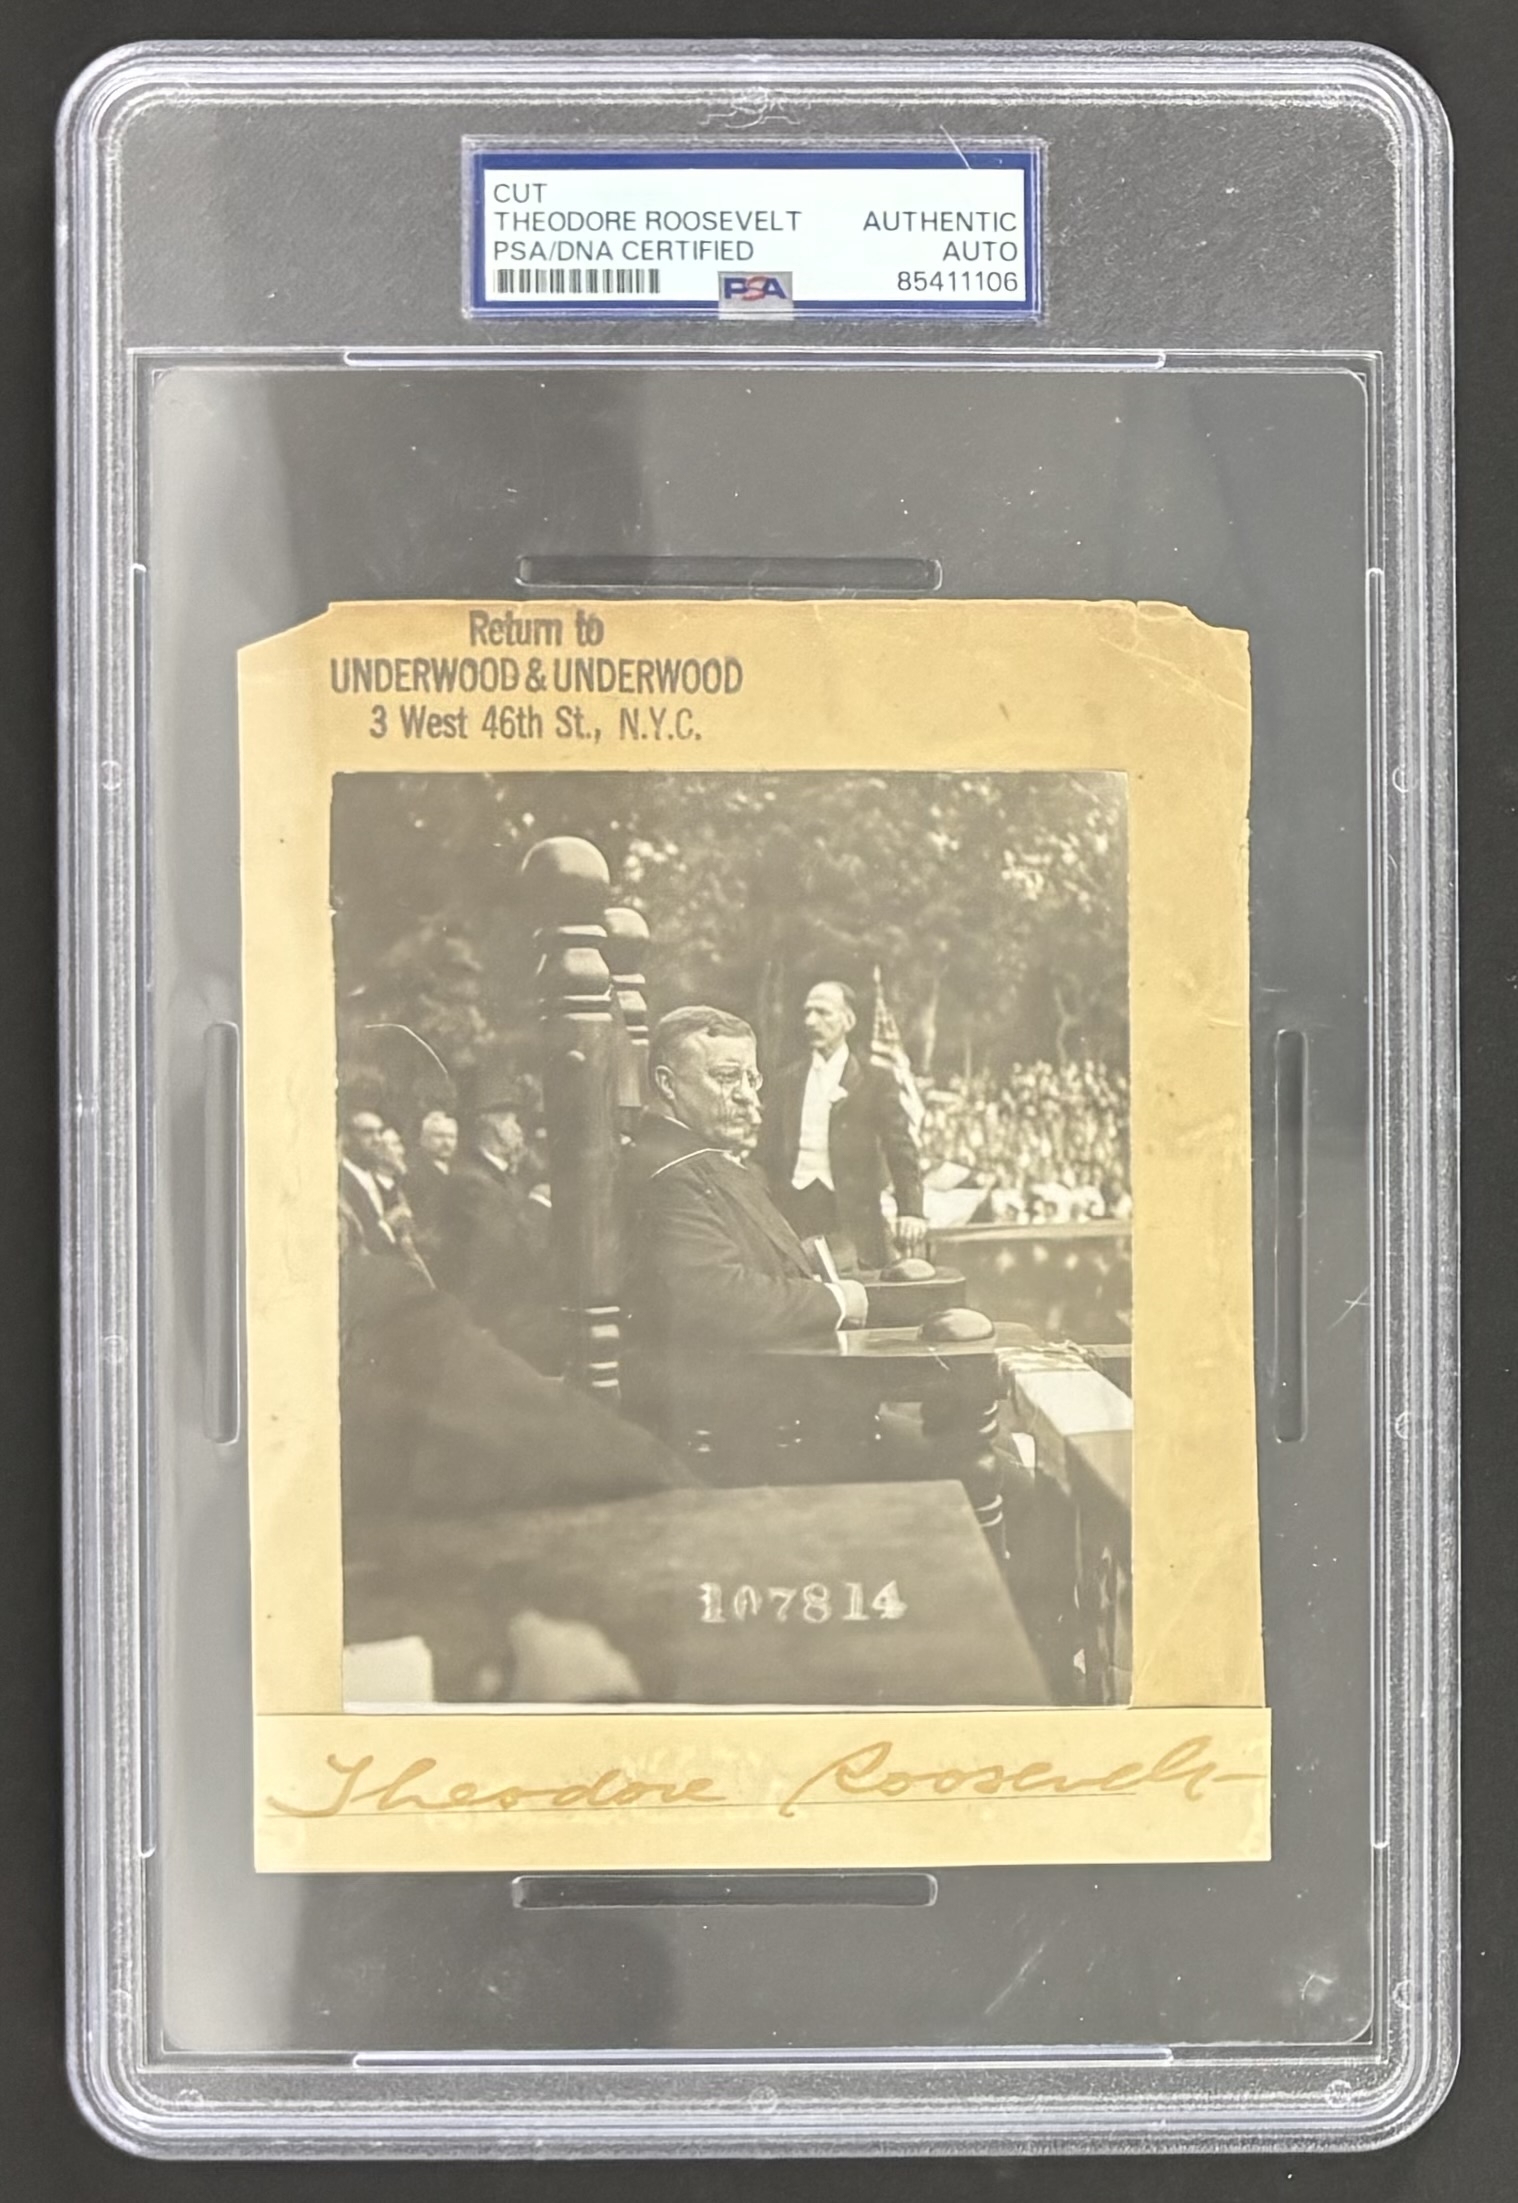 CUT
THEODORE ROOSEVELT AUTHENTIC
PSA/DNA CERTIFIED AUTO
PSA 85411106
Return to
UNDERWOOD & UNDERWOOD
3 West 46th St., N.Y.C.
107814
Theodore Roosevelt